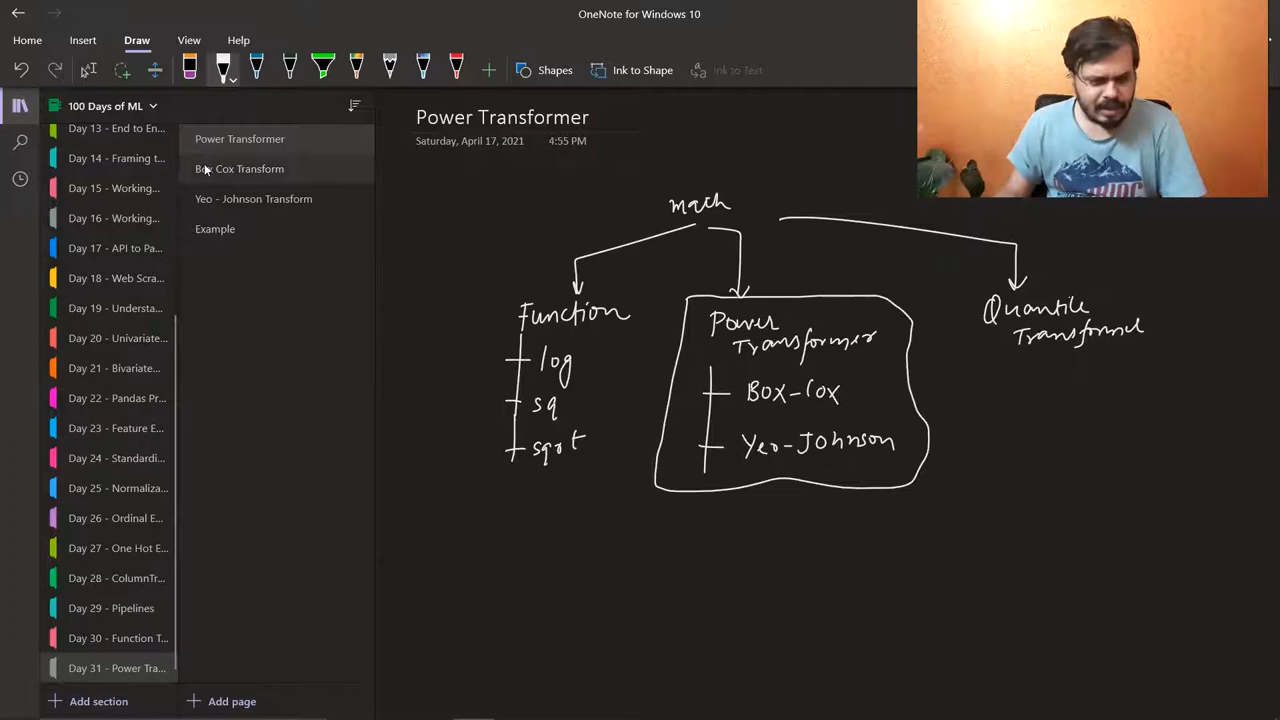 OneNote for Windows 10
Home
Insert
Draw
View
Help
Shapes
Ink to Shape
Ink to Text
100 Days of ML
Day 13 - End to En...
Day 14 - Framing t...
Day 15 - Working...
Day 16 - Working...
Day 17 - API to Pa...
Day 18 - Web Scra...
Day 19 - Understa...
Day 20 - Univariate...
Day 21 - Bivariate...
Day 22 - Pandas Pr...
Day 23 - Feature E...
Day 24 - Standardi...
Day 25 - Normaliza...
Day 26 - Ordinal E...
Day 27 - One Hot E...
Day 28 - ColumnTr...
Day 29 - Pipelines
Day 30 - Function T...
Day 31 - Power Tra...
Add section
Power Transformer
Box Cox Transform
Yeo - Johnson Transform
Example
Add page
Power Transformer
Saturday, April 17, 2021 4:55 PM
Function
log
sq
sqrt
Power
Transformer
Box-Cox
Yeo-Johnson
Quantile